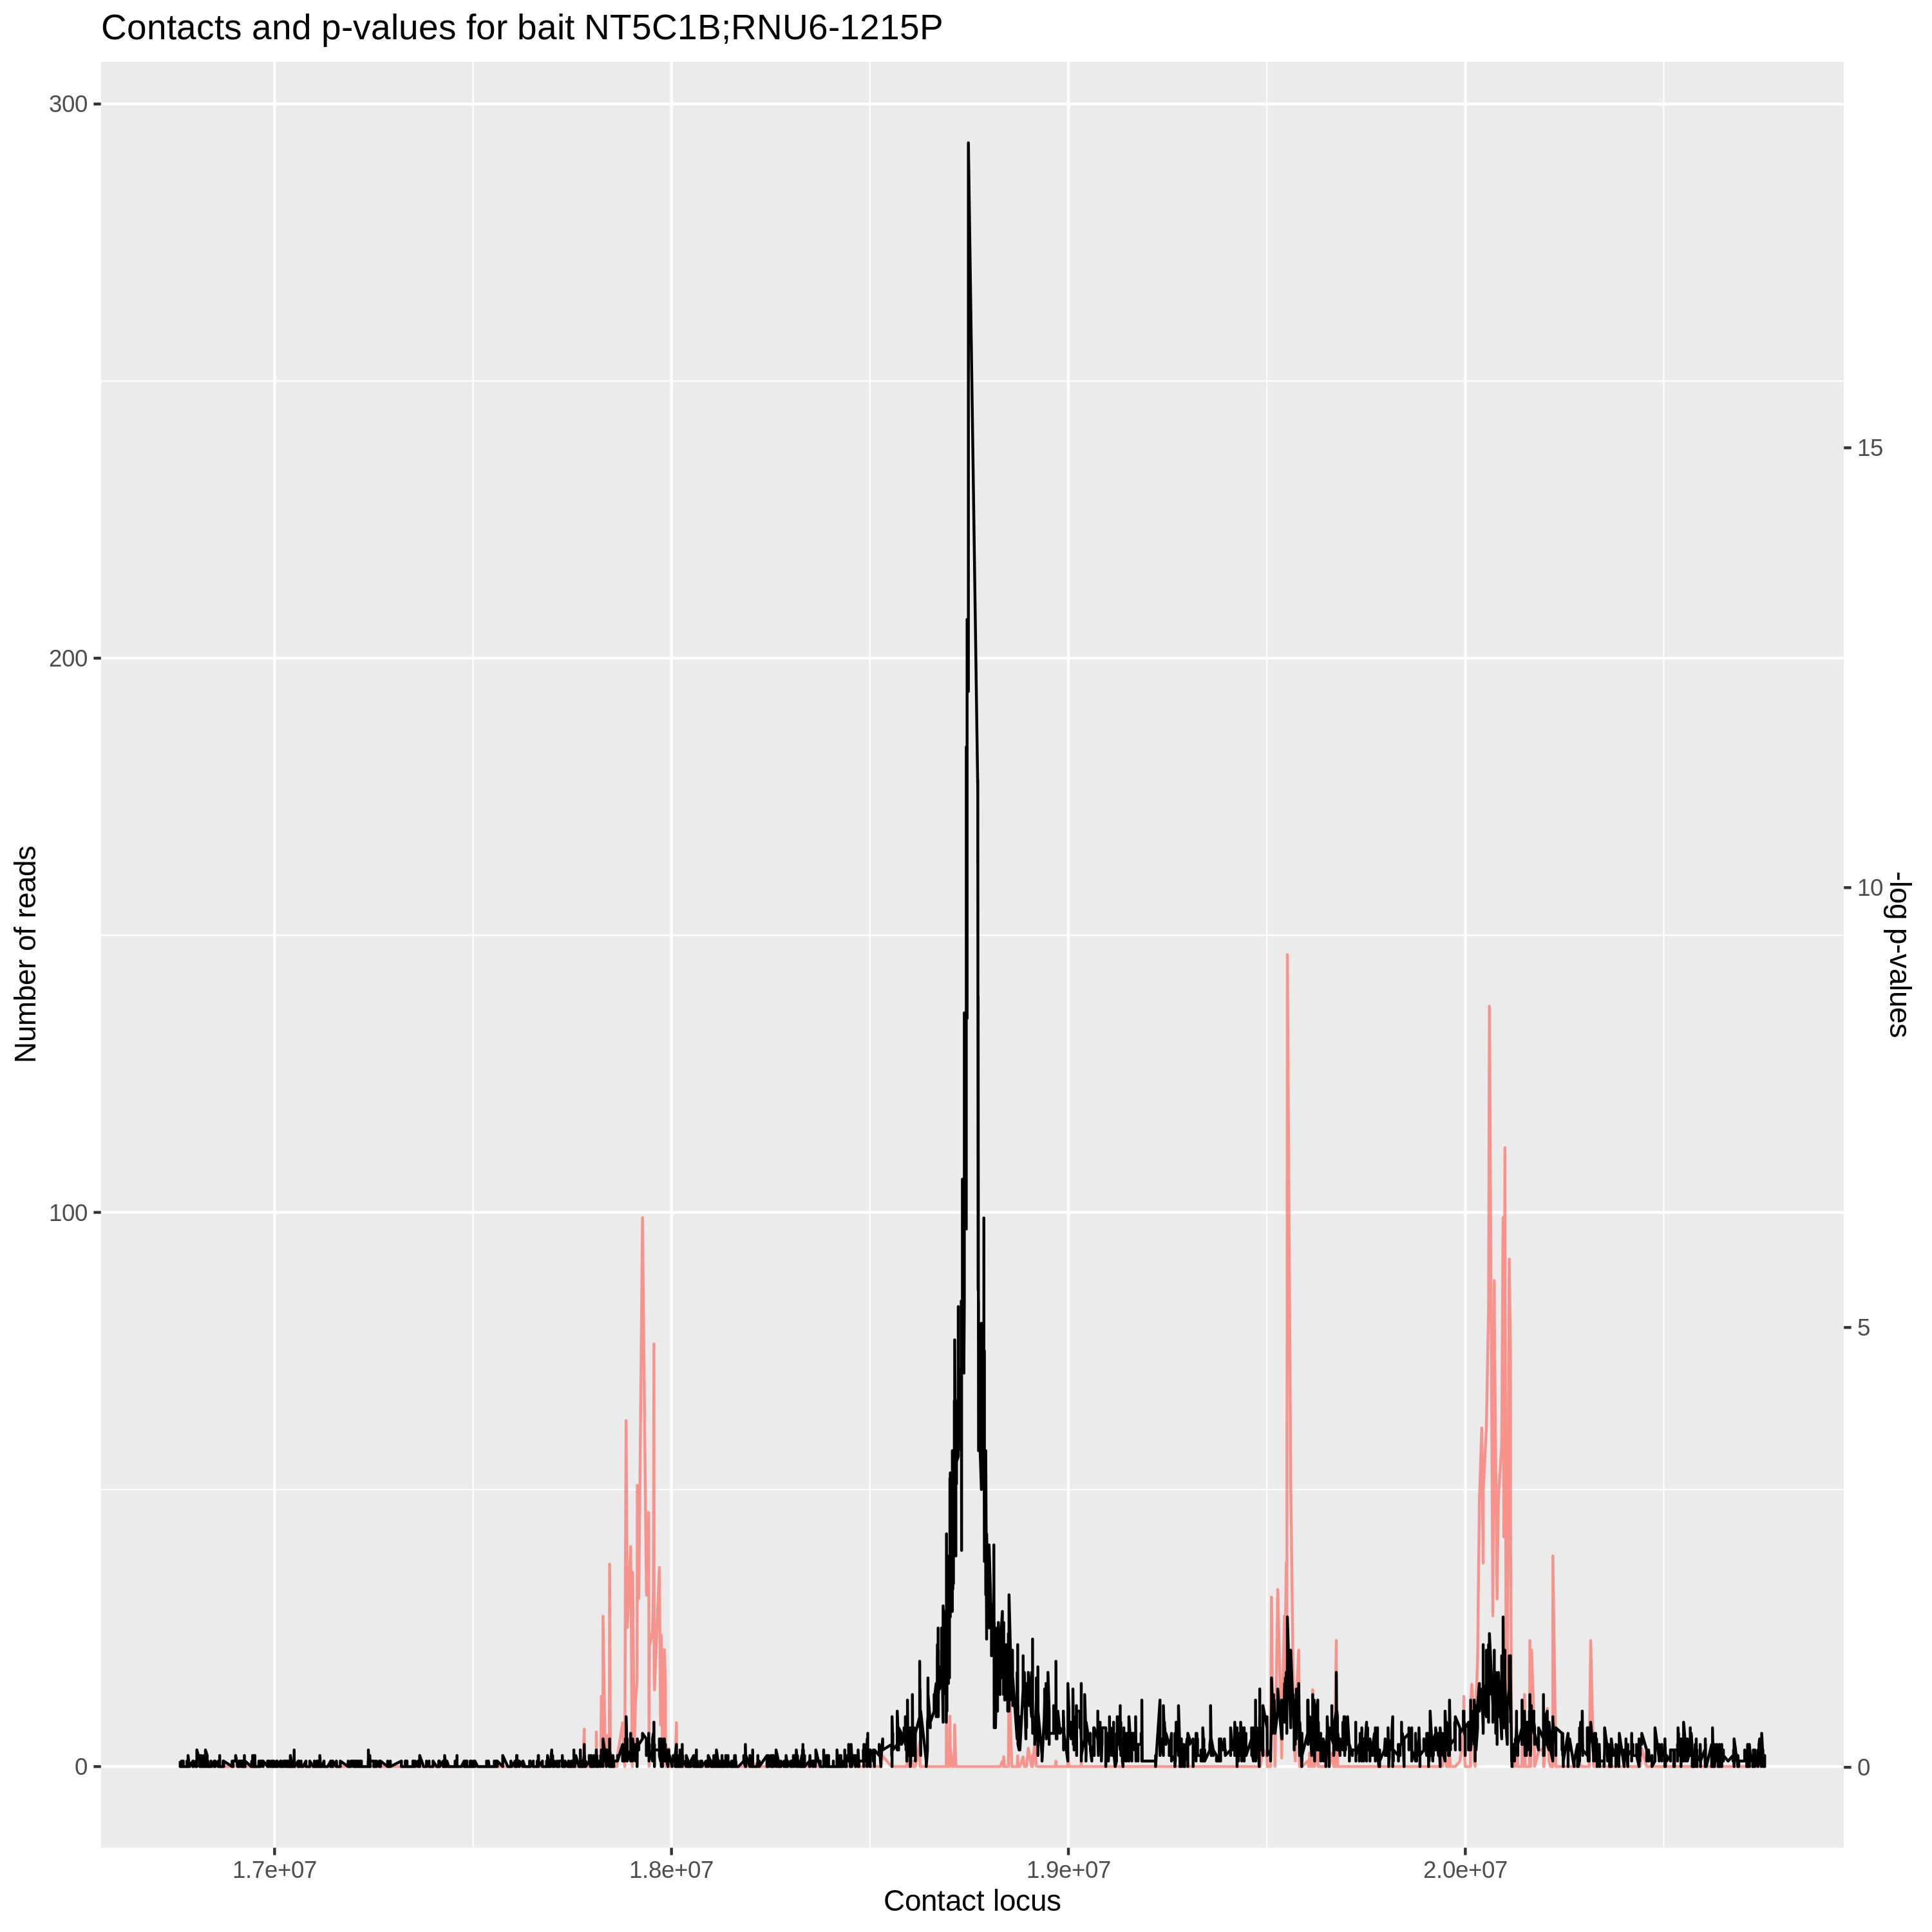 Contacts and p-values for bait NT5C1B;RNU6-1215P
300
200
100
0
Number of reads
15
10
5
0
-log p-values
1.7e+07 1.8e+07 1.9e+07 2.0e+07
Contact locus